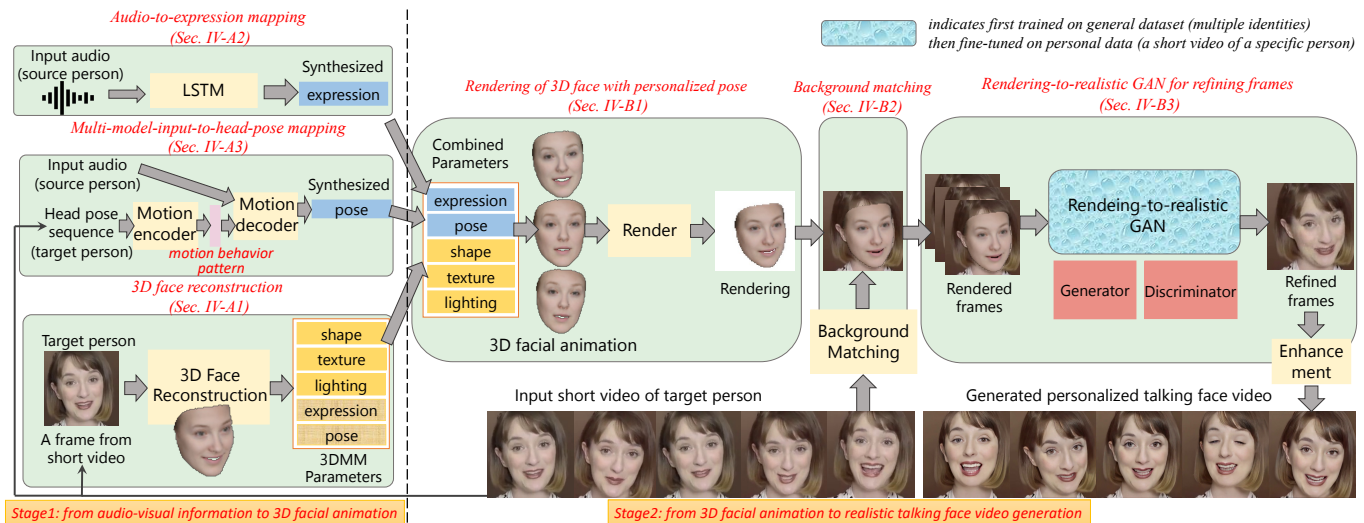 Audio-to-expression mapping
(Sec. IV-A2)
Input audio
(source person)
LSTM
Synthesized
expression
Multi-model-input-to-head-pose mapping
(Sec. IV-A3)
Input audio
(source person)
Head pose
sequence
(target person)
Motion
encoder
Motion
decoder
Synthesized
pose
motion behavior
pattern
3D face reconstruction
(Sec. IV-A1)
Target person
A frame from
short video
3D Face
Reconstruction
shape
texture
lighting
expression
pose
3DMM
Parameters
Stage1: from audio-visual information to 3D facial animation
indicates first trained on general dataset (multiple identities)
then fine-tuned on personal data (a short video of a specific person)
Rendering of 3D face with personalized pose
(Sec. IV-B1)
Combined
Parameters
expression
pose
shape
texture
lighting
3D facial animation
Render
Rendering
Background matching
(Sec. IV-B2)
Background
Matching
Rendering-to-realistic GAN for refining frames
(Sec. IV-B3)
Rendered
frames
Rendeing-to-realistic
GAN
Generator
Discriminator
Refined
frames
Enhance
ment
Input short video of target person
Generated personalized talking face video
Stage2: from 3D facial animation to realistic talking face video generation